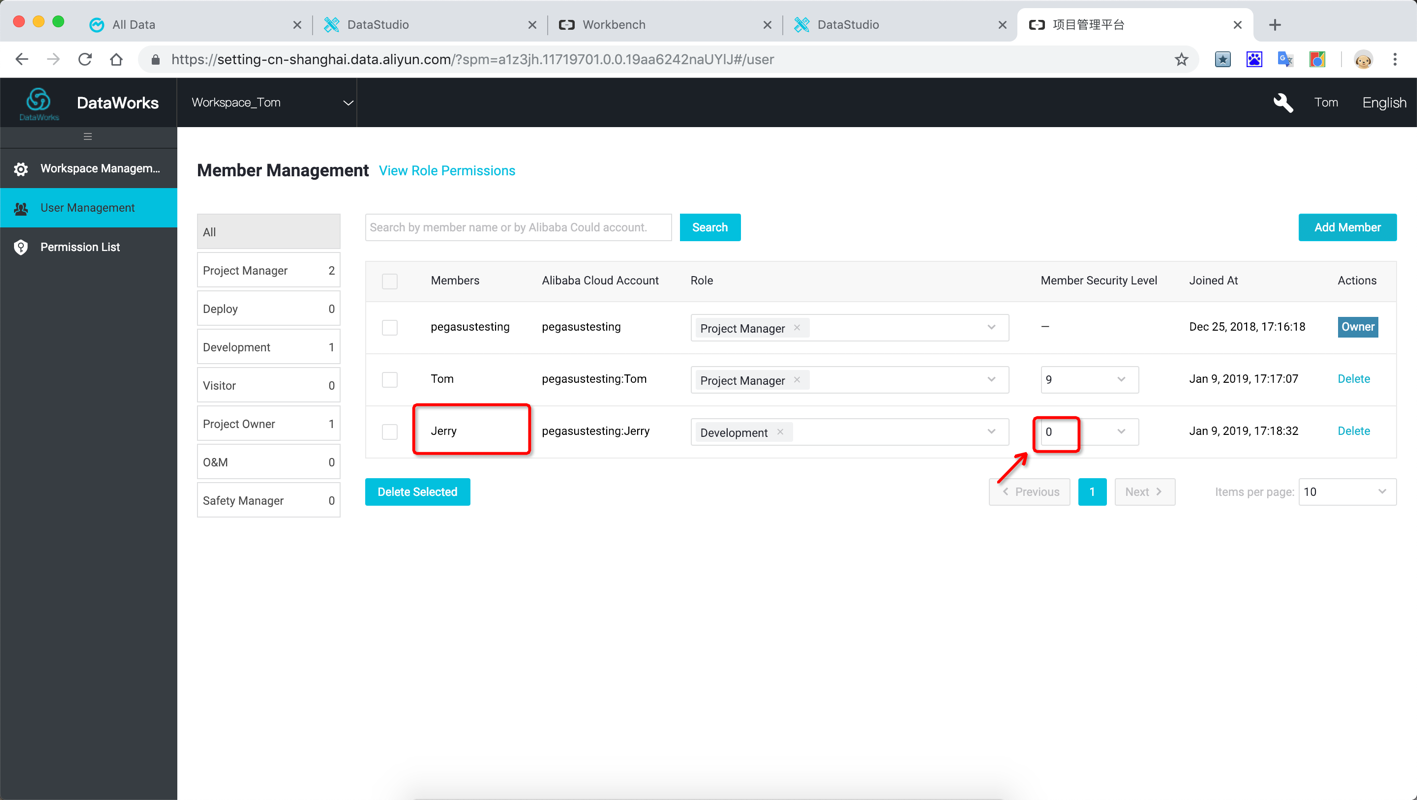 All Data
DataStudio
Workbench
DataStudio
项目管理平台
https://setting-cn-shanghai.data.aliyun.com/?spm=a1z3jh.11719701.0.0.19aa6242naUYlJ#/user
DataWorks
DataWorks
Workspace_Tom
Tom
English
Workspace Managem...
User Management
Permission List
Member Management
View Role Permissions
All
Project Manager 2
Deploy 0
Development 1
Visitor 0
Project Owner 1
O&M 0
Safety Manager 0
Search by member name or by Alibaba Could account.
Search
Add Member
Members Alibaba Cloud Account Role Member Security Level Joined At Actions
pegasustesting pegasustesting Project Manager × — Dec 25, 2018, 17:16:18 Owner
Tom pegasustesting:Tom Project Manager × 9 Jan 9, 2019, 17:17:07 Delete
Jerry pegasustesting:Jerry Development × 0 Jan 9, 2019, 17:18:32 Delete
Delete Selected
Previous 1 Next Items per page: 10